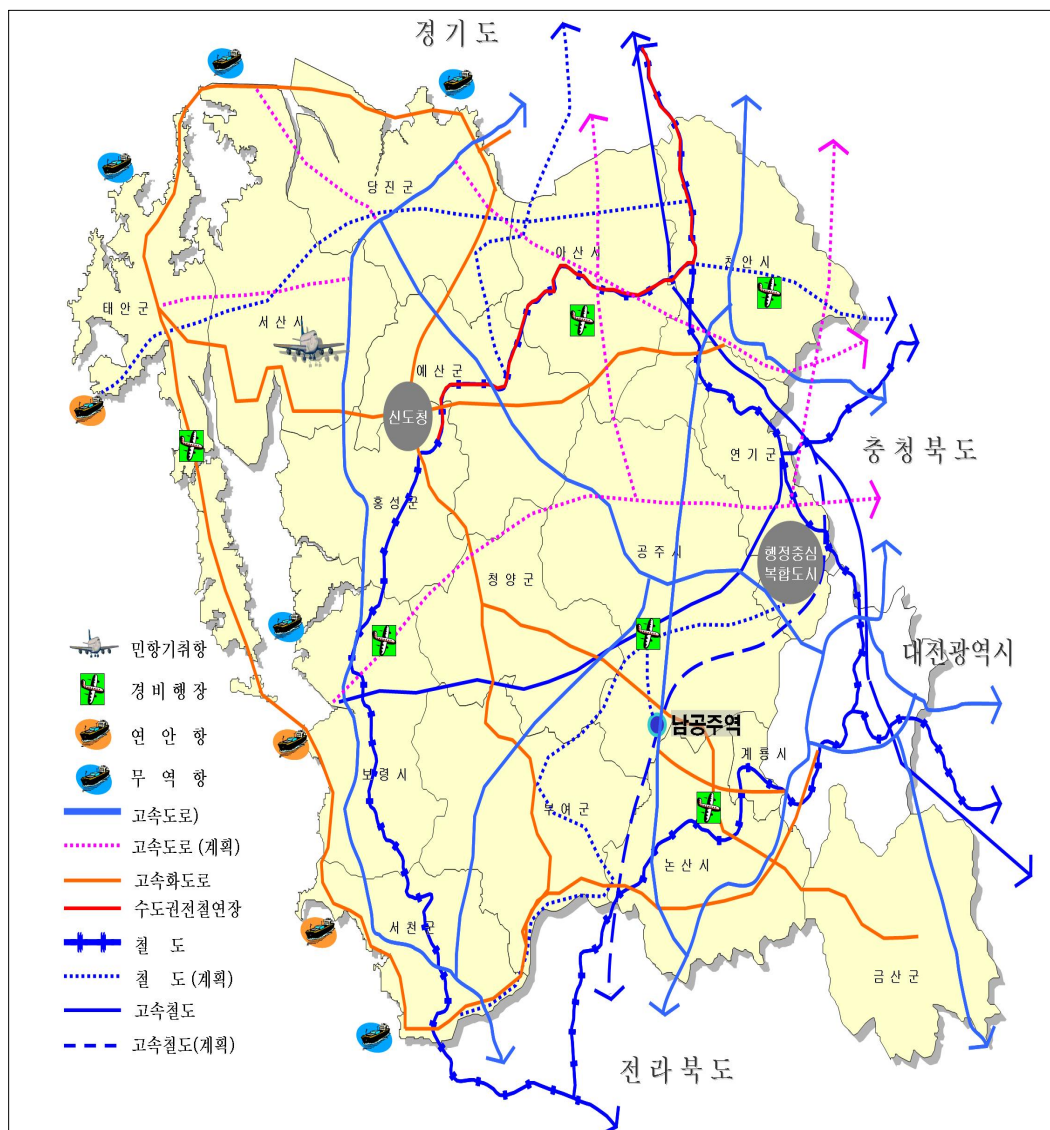 경기도
당진군
아산시
천안시
태안군
서산시
예산군
신도청
연기군
충청북도
홍성군
공주시
행정중심
복합도시
청양군
대전광역시
민항기취항
경비행장
연안항
무역항
고속도로)
고속도로 (계획)
고속화도로
수도권전철연장
철 도
철 도 (계획)
고속철도
고속철도(계획)
남공주역
계룡시
보령시
부여군
논산시
서천군
금산군
전라북도